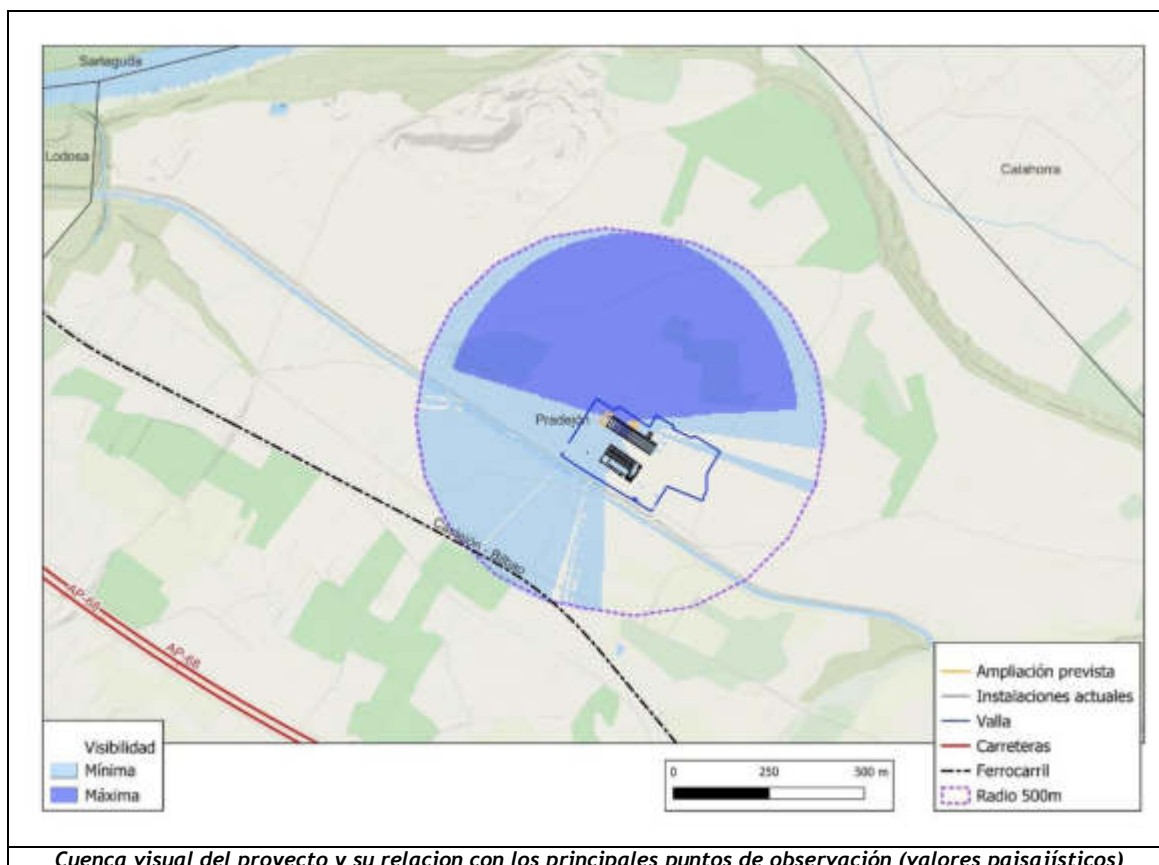 Sartaguda
Lodosa
Calahorra
Pradejón
Castejón - Bilbao
AP-68
AP-68
Visibilidad
Mínima
Máxima
0 250 500 m
Ampliación prevista
Instalaciones actuales
Valla
Carreteras
Ferrocarril
Radio 500m
Cuenca visual del proyecto y su relacion con los principales puntos de observación (valores paisajísticos)